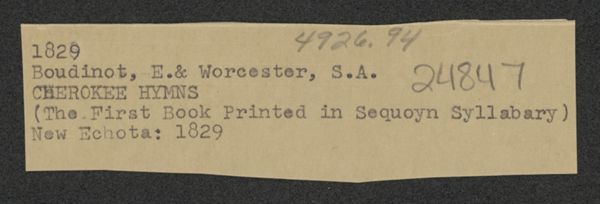 4926.94
1829
Boudinot, E.& Worcester, S.A.
24847
CHEROKEE HYMNS
(The First Book Printed in Sequoyn Syllabary)
New Echota: 1829